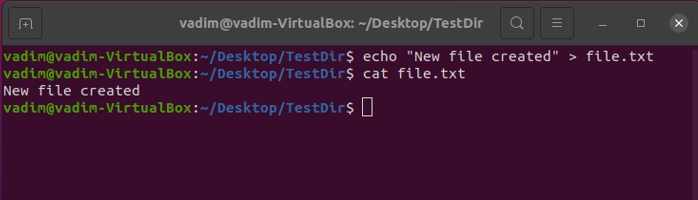 vadim@vadim-VirtualBox: ~/Desktop/TestDir
vadim@vadim-VirtualBox:~/Desktop/TestDir$ echo "New file created" > file.txt
vadim@vadim-VirtualBox:~/Desktop/TestDir$ cat file.txt
New file created
vadim@vadim-VirtualBox:~/Desktop/TestDir$